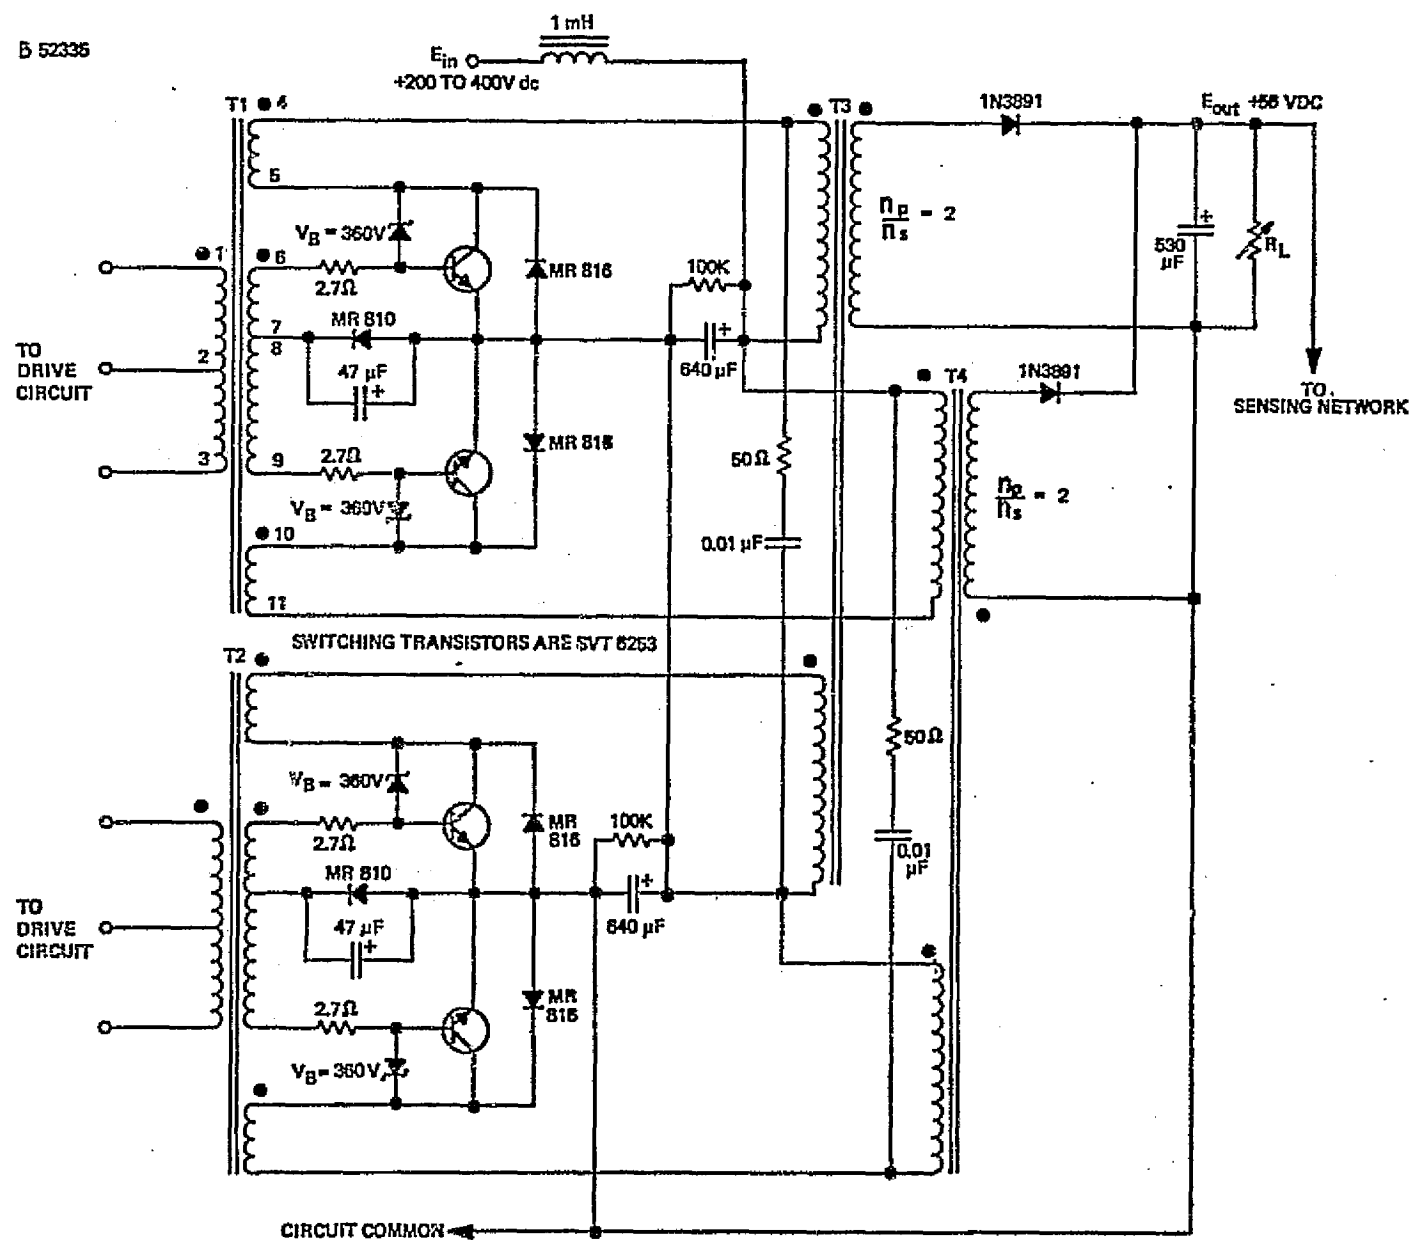 B 52335
1 mH
E_in
+200 TO 400V dc
T1
4
T3
1N3891
E_out +56 VDC
5
V_B = 360V
n_p/n_s = 2
530 µF
R_L
1
6
2.7Ω
MR 816
100K
7
MR 810
8
TO DRIVE CIRCUIT
2
47 µF
640 µF
T4
1N3891
TO SENSING NETWORK
3
9
2.7Ω
MR 816
50Ω
V_B = 360V
n_p/n_s = 2
10
0.01 µF
11
SWITCHING TRANSISTORS ARE SVT 6253
T2
50Ω
V_B = 360V
2.7Ω
MR 816
100K
0.01 µF
MR 810
TO DRIVE CIRCUIT
47 µF
640 µF
2.7Ω
MR 816
V_B = 360V
CIRCUIT COMMON